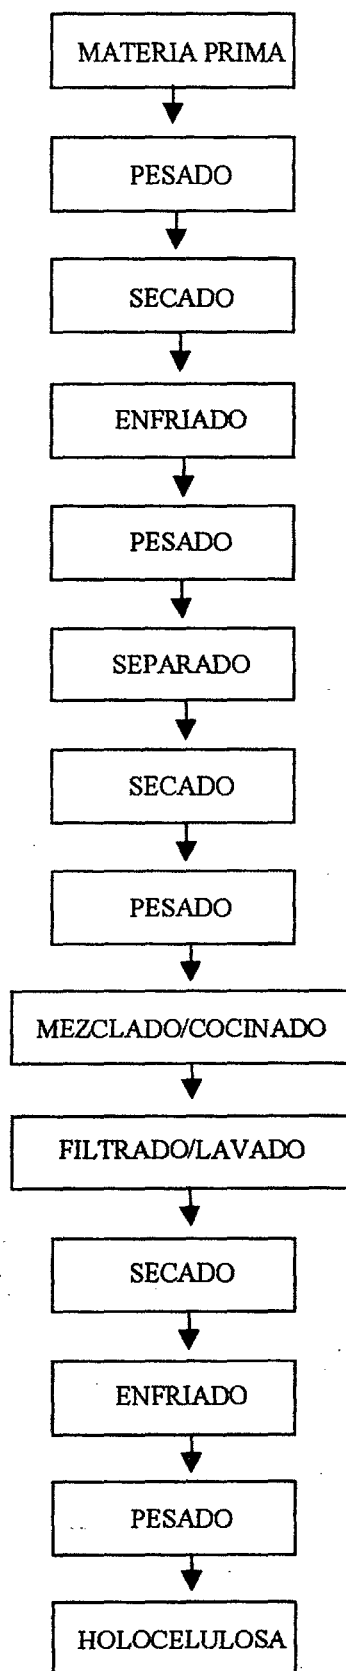 MATERIA PRIMA
PESADO
SECADO
ENFRIADO
PESADO
SEPARADO
SECADO
PESADO
MEZCLADO/COCINADO
FILTRADO/LAVADO
SECADO
ENFRIADO
PESADO
HOLOCELULOSA